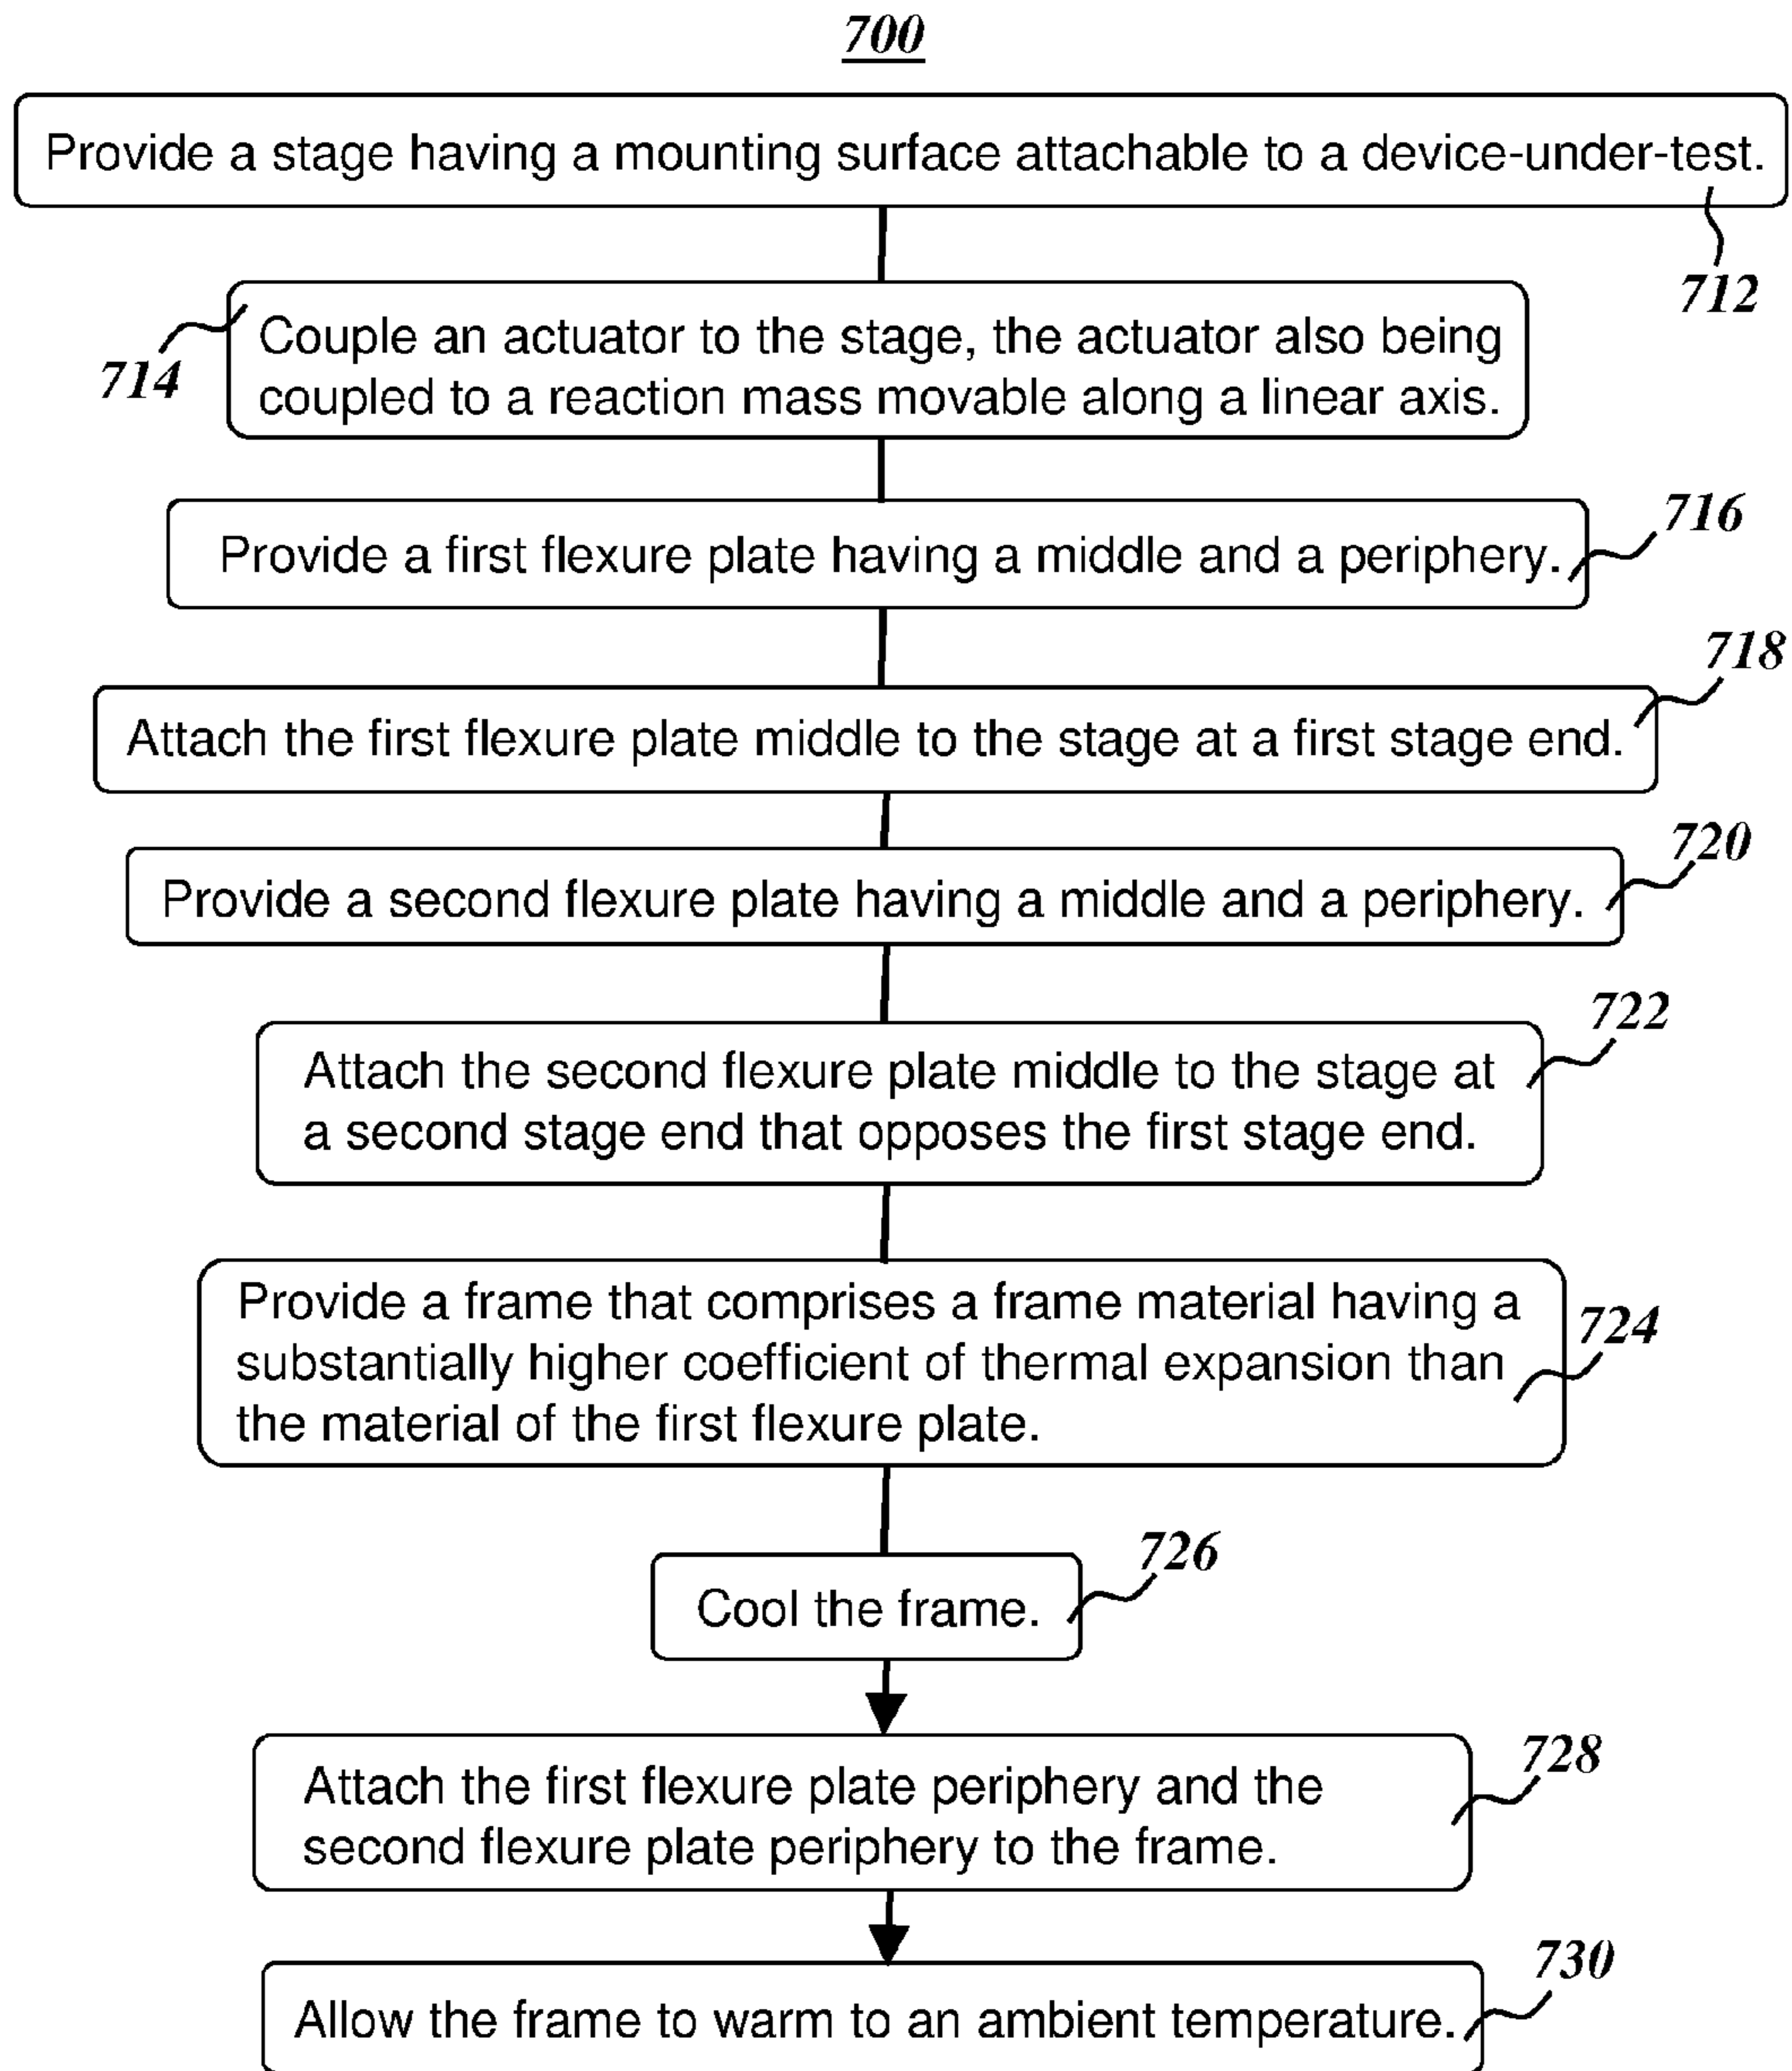 700
Provide a stage having a mounting surface attachable to a device-under-test.
712
Couple an actuator to the stage, the actuator also being
coupled to a reaction mass movable along a linear axis.
714
716
Provide a first flexure plate having a middle and a periphery.
718
Attach the first flexure plate middle to the stage at a first stage end.
720
Provide a second flexure plate having a middle and a periphery.
722
Attach the second flexure plate middle to the stage at
a second stage end that opposes the first stage end.
Provide a frame that comprises a frame material having a
substantially higher coefficient of thermal expansion than
the material of the first flexure plate.
724
726
Cool the frame.
728
Attach the first flexure plate periphery and the
second flexure plate periphery to the frame.
730
Allow the frame to warm to an ambient temperature.